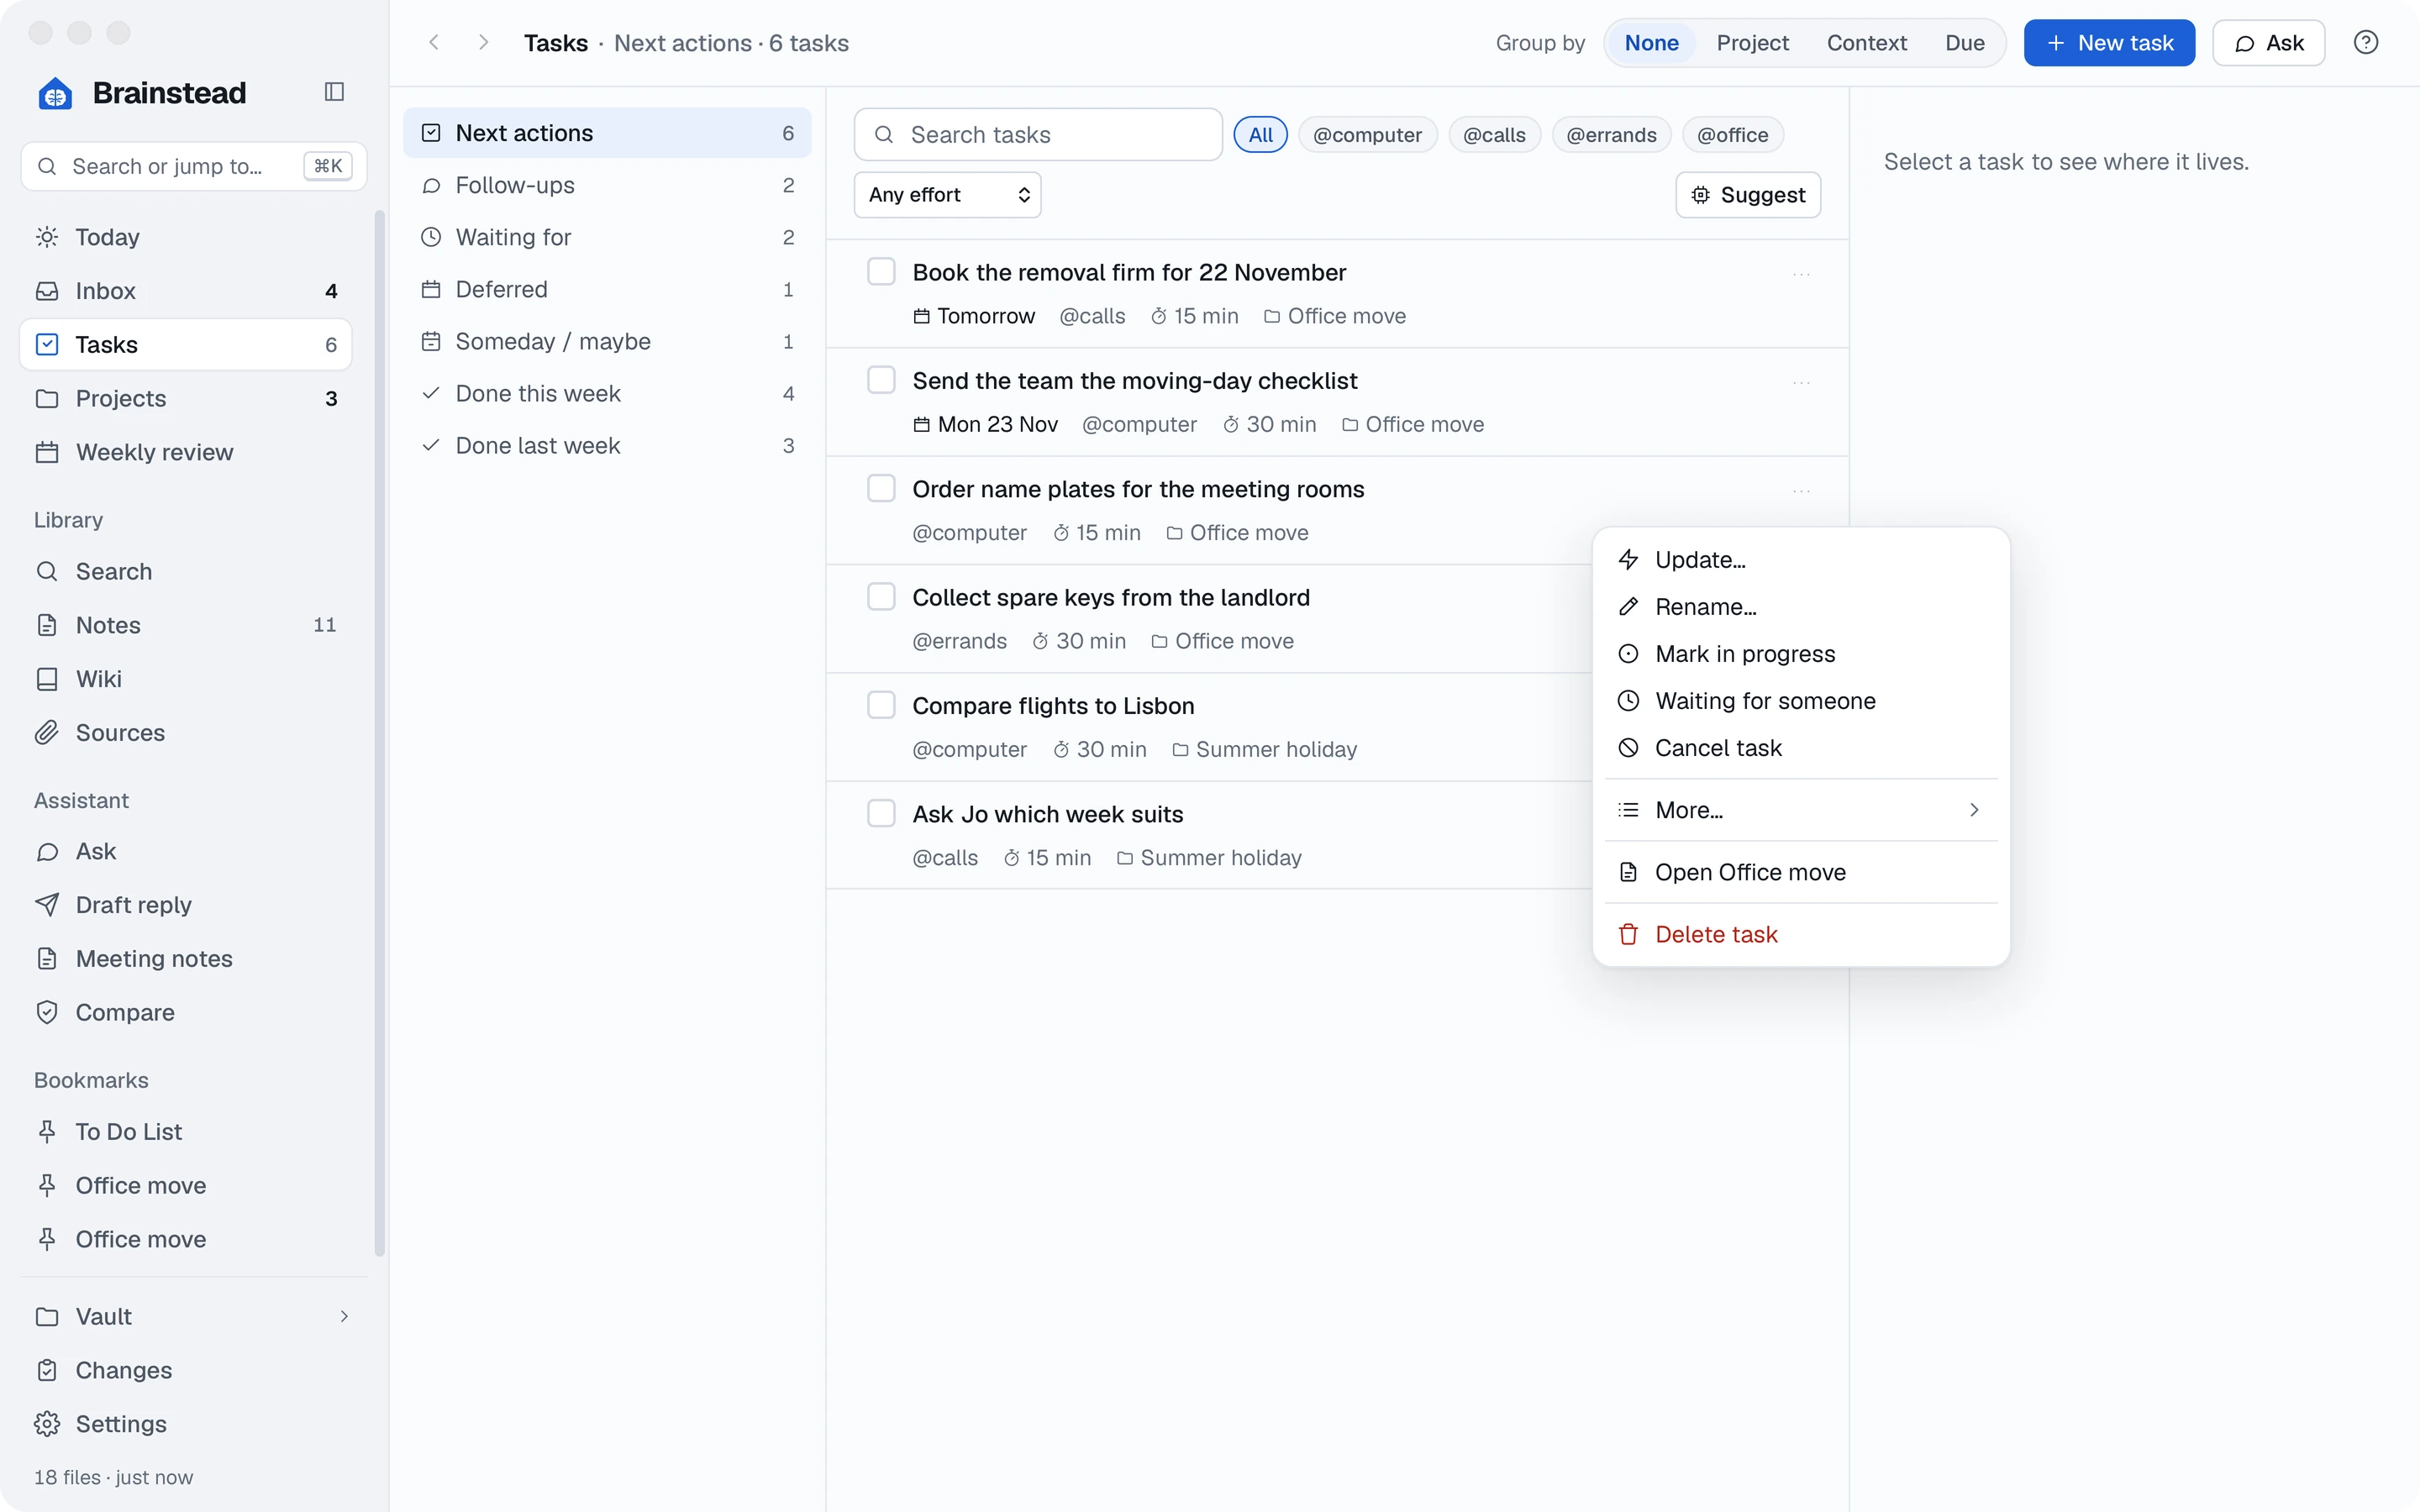 Brainstead
Search or jump to… ⌘K
Today
Inbox 4
Tasks 6
Projects 3
Weekly review
Library
Search
Notes 11
Wiki
Sources
Assistant
Ask
Draft reply
Meeting notes
Compare
Bookmarks
To Do List
Office move
Office move
Vault
Changes
Settings
18 files · just now
Tasks · Next actions · 6 tasks
Group by None Project Context Due
New task
Ask
Next actions 6
Follow-ups 2
Waiting for 2
Deferred 1
Someday / maybe 1
Done this week 4
Done last week 3
Search tasks
All @computer @calls @errands @office
Any effort
Suggest
Book the removal firm for 22 November
Tomorrow @calls 15 min Office move
Send the team the moving-day checklist
Mon 23 Nov @computer 30 min Office move
Order name plates for the meeting rooms
@computer 15 min Office move
Collect spare keys from the landlord
@errands 30 min Office move
Compare flights to Lisbon
@computer 30 min Summer holiday
Ask Jo which week suits
@calls 15 min Summer holiday
Update…
Rename…
Mark in progress
Waiting for someone
Cancel task
More…
Open Office move
Delete task
Select a task to see where it lives.